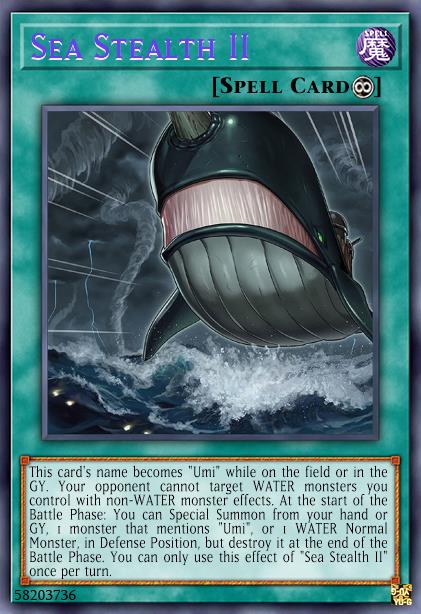 Sea Stealth II
SPELL
魔
[Spell Card]
This card's name becomes "Umi" while on the field or in the
GY. Your opponent cannot target WATER monsters you
control with non-WATER monster effects. At the start of the
Battle Phase: You can Special Summon from your hand or
GY, 1 monster that mentions "Umi", or 1 WATER Normal
Monster, in Defense Position, but destroy it at the end of the
Battle Phase. You can only use this effect of "Sea Stealth II"
once per turn.
58203736